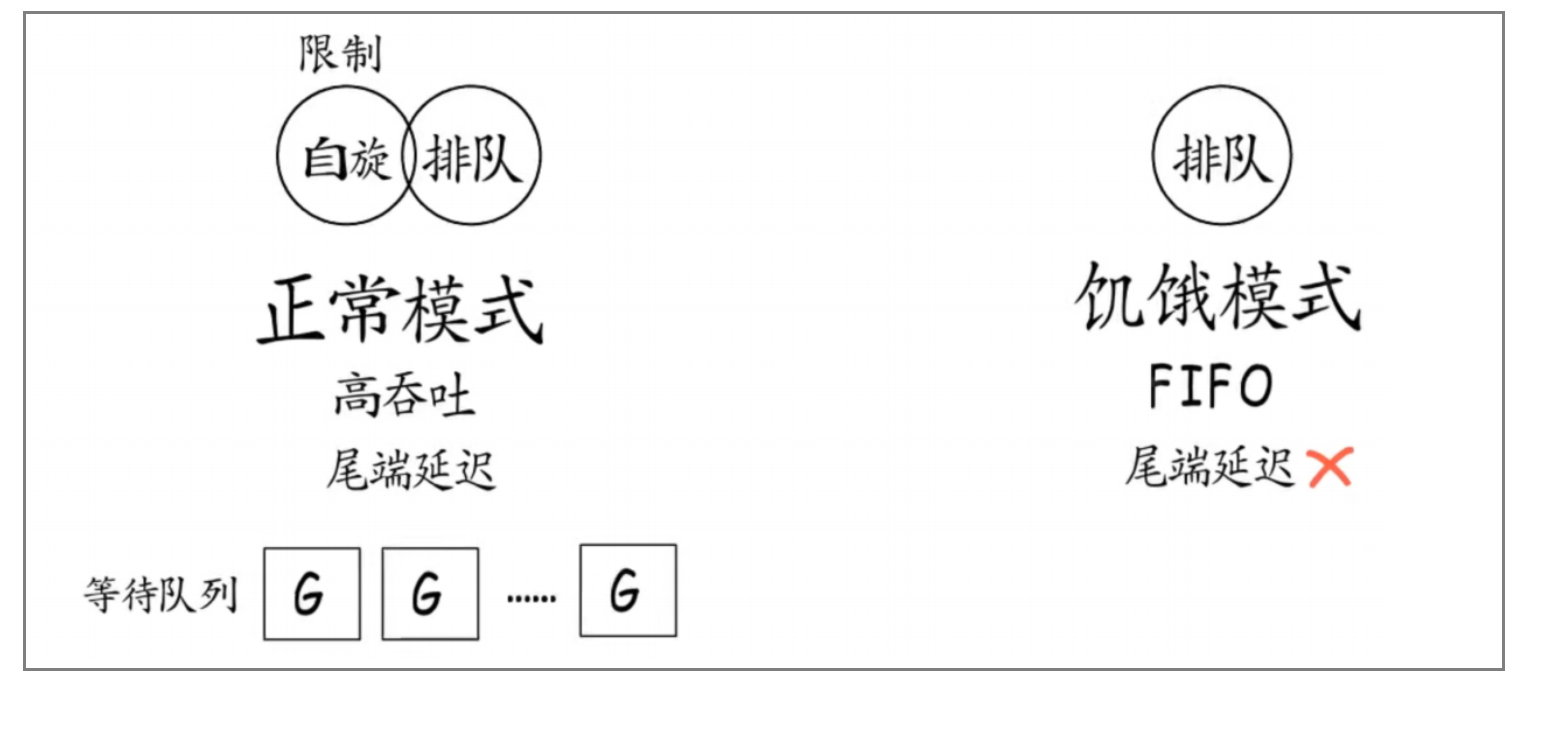 限制
自旋 排队
正常模式
高吞吐
尾端延迟
等待队列 G G ...... G
排队
饥饿模式
FIFO
尾端延迟